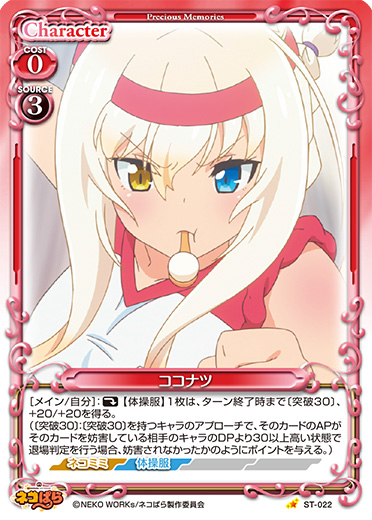 Precious Memories
Character
COST
0
SOURCE
3
ココナツ
[メイン/自分]:【体操服】1枚は、ターン終了時まで〔突破30〕、
+20/+20を得る。
(〔突破30〕:〔突破30〕を持つキャラのアプローチで、そのカードのAPが
そのカードを妨害している相手のキャラのDPより30以上高い状態で
退場判定を行う場合、妨害されなかったかのようにポイントを与える。)
ネコミミ 体操服
ネコぱら
©NEKO WORKs/ネコぱら製作委員会
ST-022